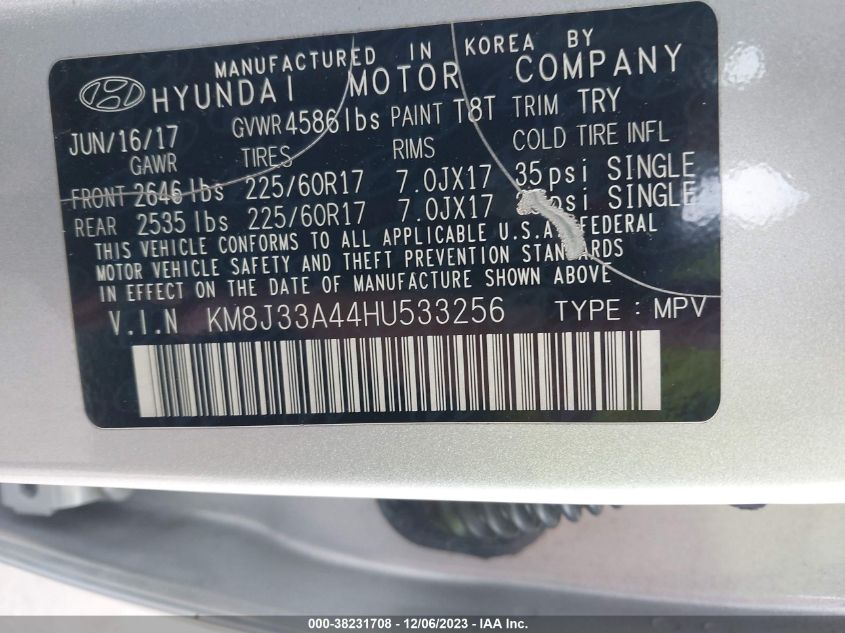 MANUFACTURED IN KOREA BY
HYUNDAI MOTOR COMPANY
JUN/16/17 GVWR 4586lbs PAINT T8T TRIM TRY
GAWR TIRES RIMS COLD TIRE INFL
FRONT 2646 lbs 225/60R17 7.0JX17 35psi SINGLE
REAR 2535 lbs 225/60R17 7.0JX17 psi SINGLE
THIS VEHICLE CONFORMS TO ALL APPLICABLE U.S.A. FEDERAL
MOTOR VEHICLE SAFETY AND THEFT PREVENTION STANDARDS
IN EFFECT ON THE DATE OF MANUFACTURE SHOWN ABOVE
V.I.N KM8J33A44HU533256 TYPE : MPV
000-38231708 - 12/06/2023 - IAA Inc.